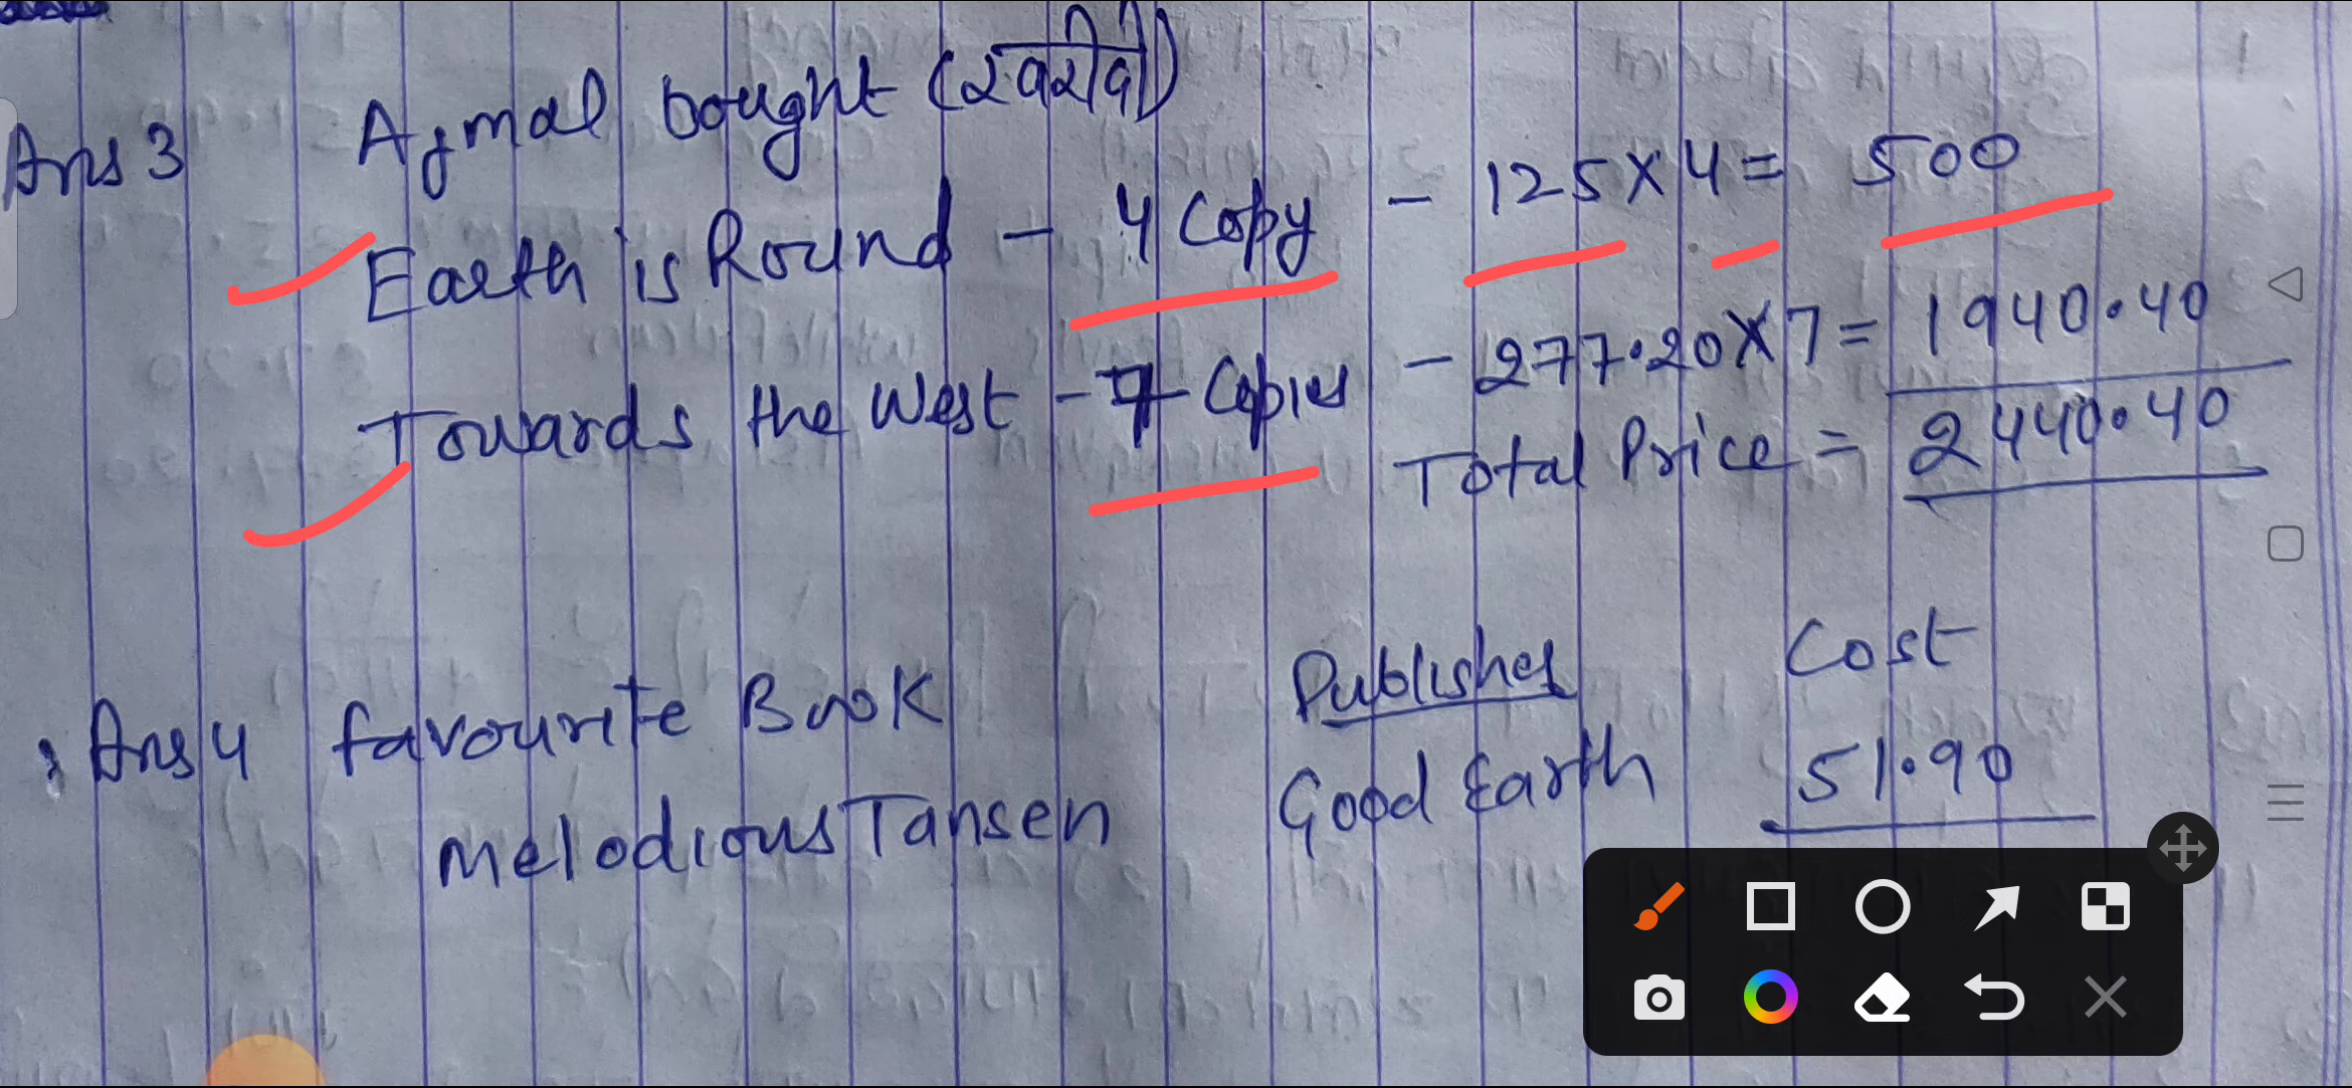 Ans 3 Ajmal bought (खरीदी)
Earth is Round - 4 Copy - 125 X 4 = 500
Towards the West - 7 Copies - 277.20 X 7 = 1940.40
Total Price = 2440.40
Ans 4 favourite Book Publisher Cost
Melodious Tansen Good Earth 51.90